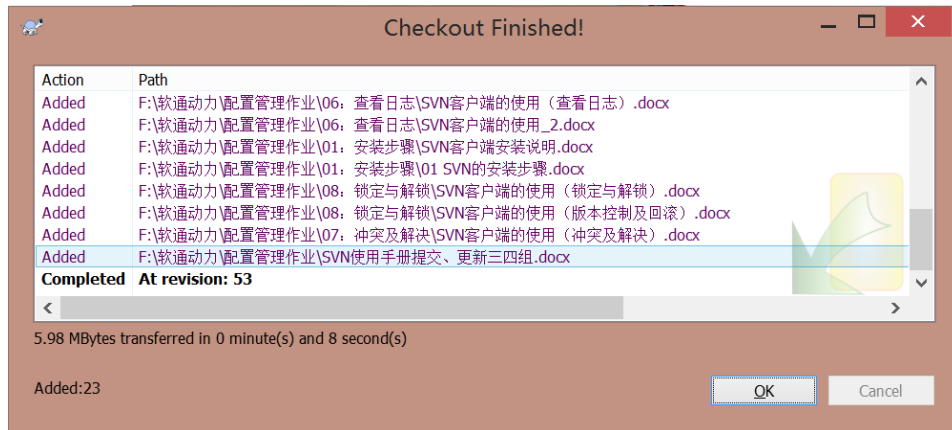 Checkout Finished!
Action Path
Added F:\软通动力\配置管理作业\06：查看日志\SVN客户端的使用（查看日志）.docx
Added F:\软通动力\配置管理作业\06：查看日志\SVN客户端的使用_2.docx
Added F:\软通动力\配置管理作业\01：安装步骤\SVN客户端安装说明.docx
Added F:\软通动力\配置管理作业\01：安装步骤\01 SVN的安装步骤.docx
Added F:\软通动力\配置管理作业\08：锁定与解锁\SVN客户端的使用（锁定与解锁）.docx
Added F:\软通动力\配置管理作业\08：锁定与解锁\SVN客户端的使用（版本控制及回滚）.docx
Added F:\软通动力\配置管理作业\07：冲突及解决\SVN客户端的使用（冲突及解决）.docx
Added F:\软通动力\配置管理作业\SVN使用手册提交、更新三四组.docx
Completed At revision: 53
5.98 MBytes transferred in 0 minute(s) and 8 second(s)
Added:23
OK Cancel